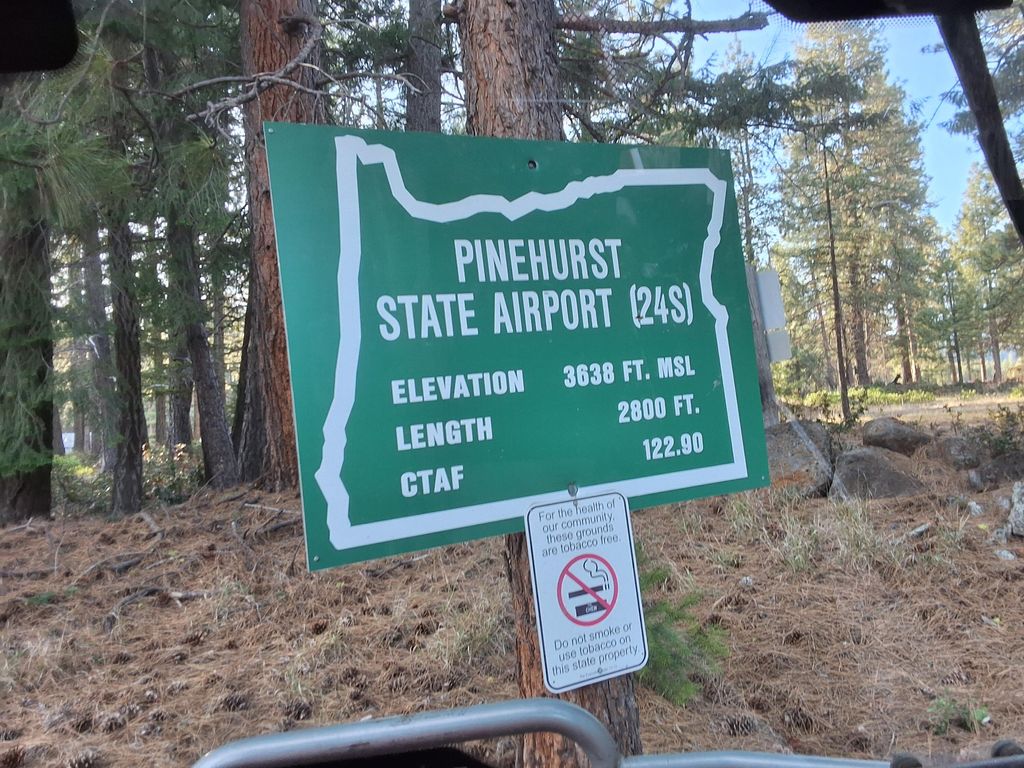 PINEHURST
STATE AIRPORT (24S)
ELEVATION 3638 FT. MSL
LENGTH 2800 FT.
CTAF 122.90
For the health of
our community,
these grounds
are tobacco free.
CHEW
Do not smoke or
use tobacco on
this state property.